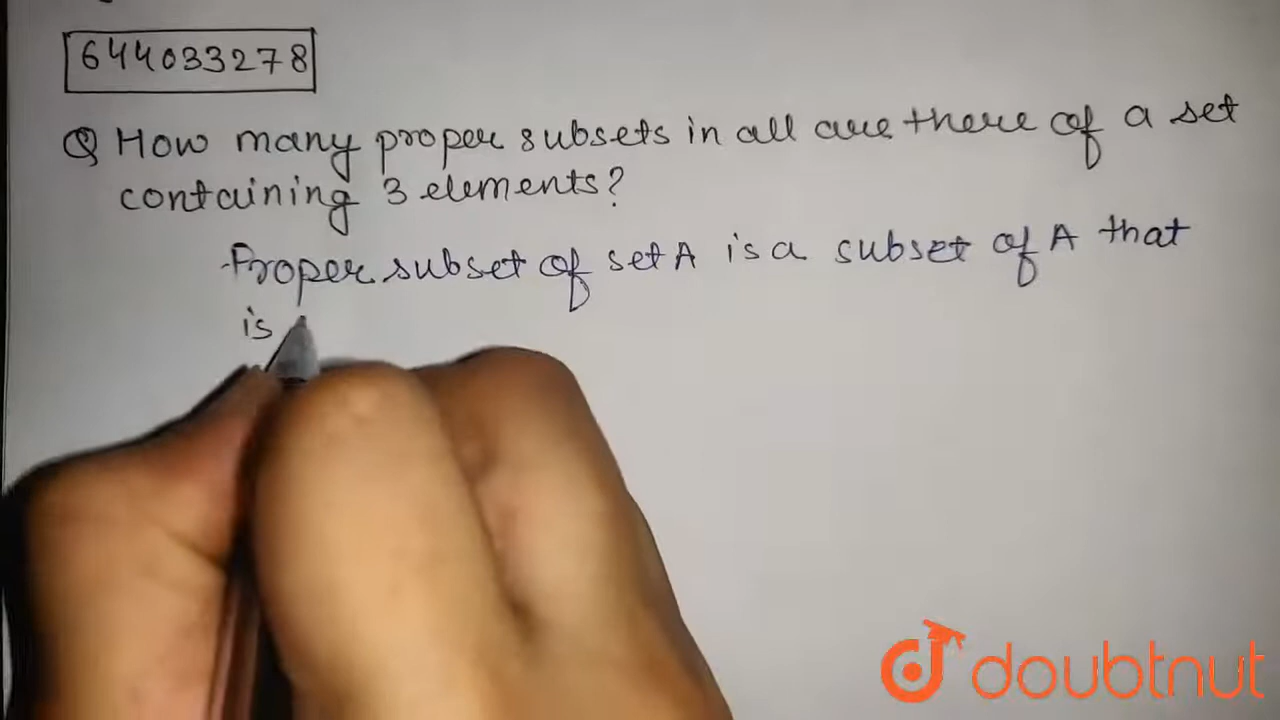 644033278
Q How many proper subsets in all are there of a set
containing 3 elements?
Proper subset of set A is a subset of A that
is
doubtnut